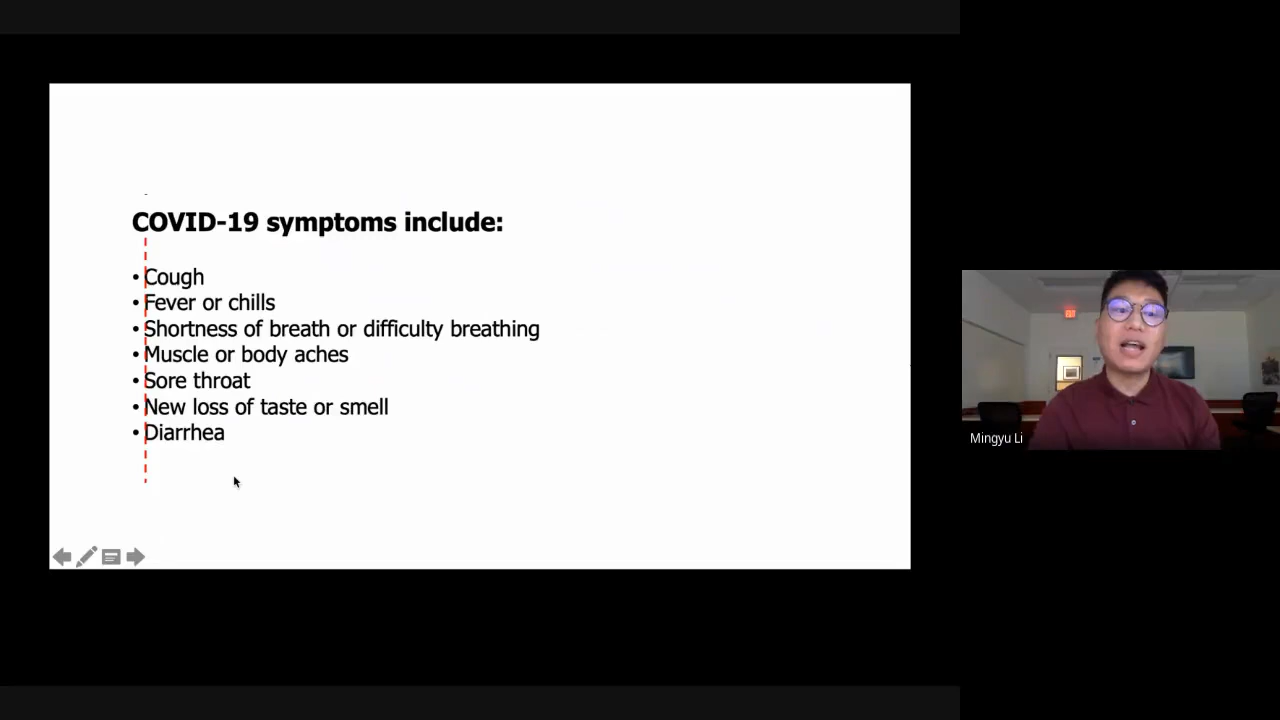 COVID-19 symptoms include:
• Cough
• Fever or chills
• Shortness of breath or difficulty breathing
• Muscle or body aches
• Sore throat
• New loss of taste or smell
• Diarrhea
Mingyu Li